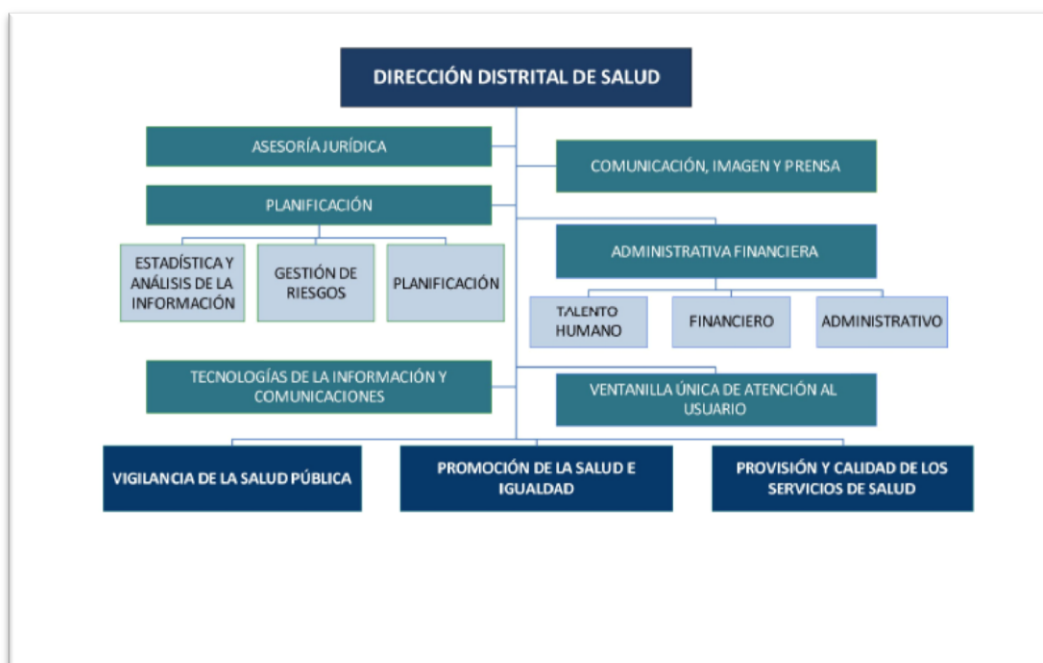 DIRECCIÓN DISTRITAL DE SALUD
ASESORÍA JURÍDICA
COMUNICACIÓN, IMAGEN Y PRENSA
PLANIFICACIÓN
ADMINISTRATIVA FINANCIERA
ESTADÍSTICA Y
ANÁLISIS DE LA
INFORMACIÓN
GESTIÓN DE
RIESGOS
PLANIFICACIÓN
TALENTO
HUMANO
FINANCIERO
ADMINISTRATIVO
TECNOLOGÍAS DE LA INFORMACIÓN Y
COMUNICACIONES
VENTANILLA ÚNICA DE ATENCIÓN AL
USUARIO
VIGILANCIA DE LA SALUD PÚBLICA
PROMOCIÓN DE LA SALUD E
IGUALDAD
PROVISIÓN Y CALIDAD DE LOS
SERVICIOS DE SALUD